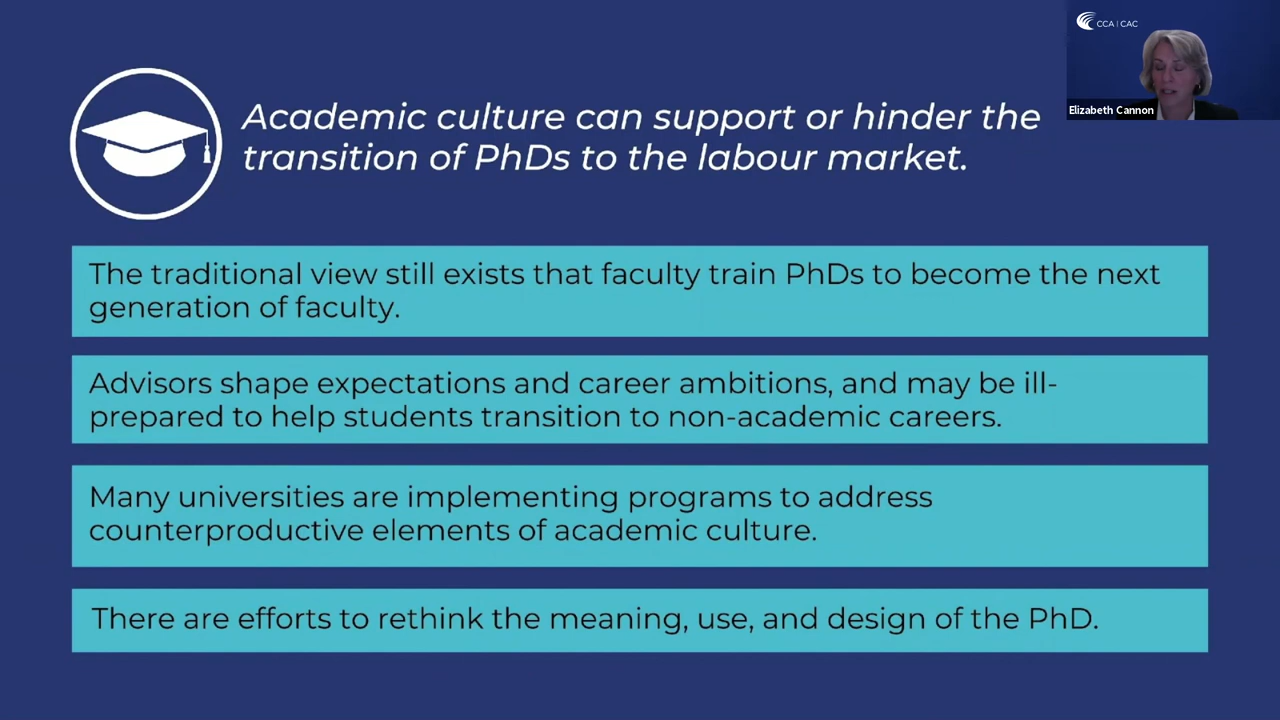 CCA | CAC
Elizabeth Cannon
Academic culture can support or hinder the
transition of PhDs to the labour market.
The traditional view still exists that faculty train PhDs to become the next
generation of faculty.
Advisors shape expectations and career ambitions, and may be ill-
prepared to help students transition to non-academic careers.
Many universities are implementing programs to address
counterproductive elements of academic culture.
There are efforts to rethink the meaning, use, and design of the PhD.